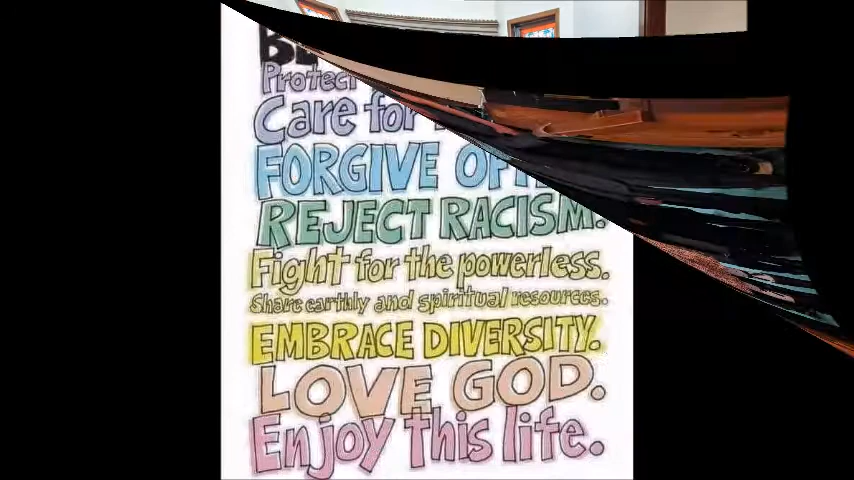 Protect
Care for
FORGIVE
REJECT RACISM.
Fight for the powerless.
Share earthly and spiritual resources.
EMBRACE DIVERSITY.
LOVE GOD.
Enjoy this life.